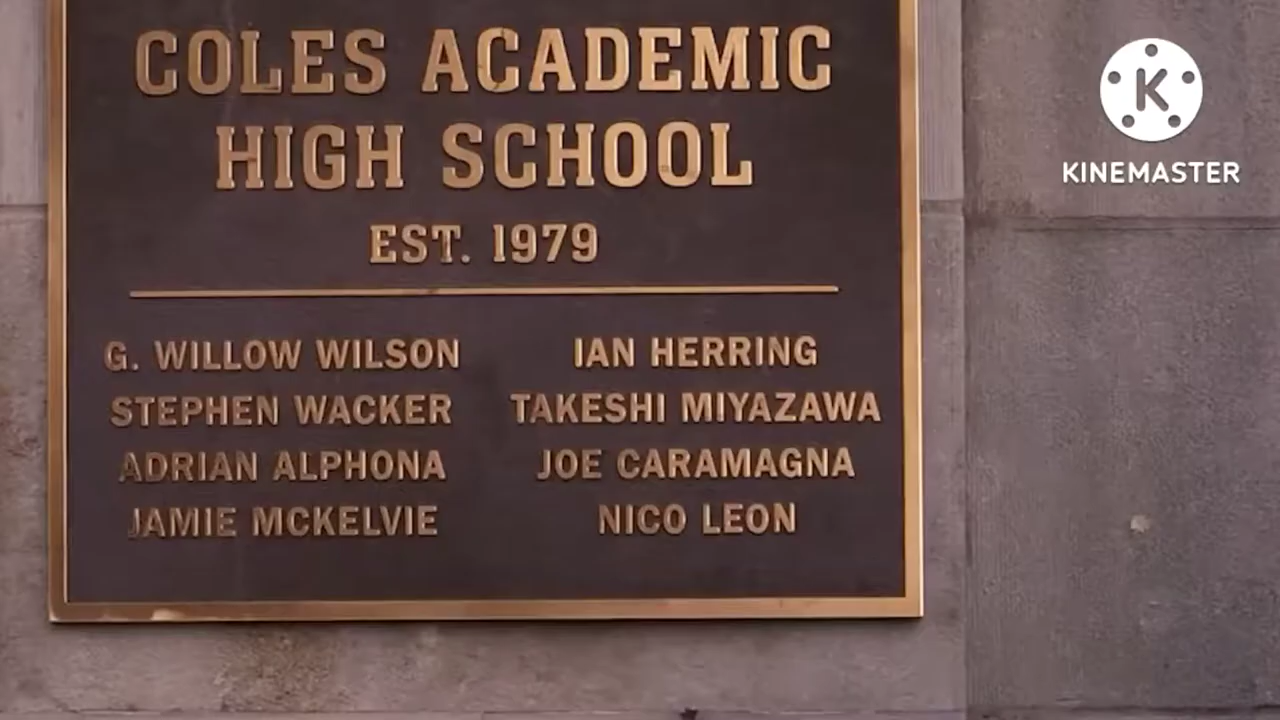 COLES ACADEMIC
HIGH SCHOOL
EST. 1979
G. WILLOW WILSON
STEPHEN WACKER
ADRIAN ALPHONA
JAMIE MCKELVIE
IAN HERRING
TAKESHI MIYAZAWA
JOE CARAMAGNA
NICO LEON
K
KINEMASTER